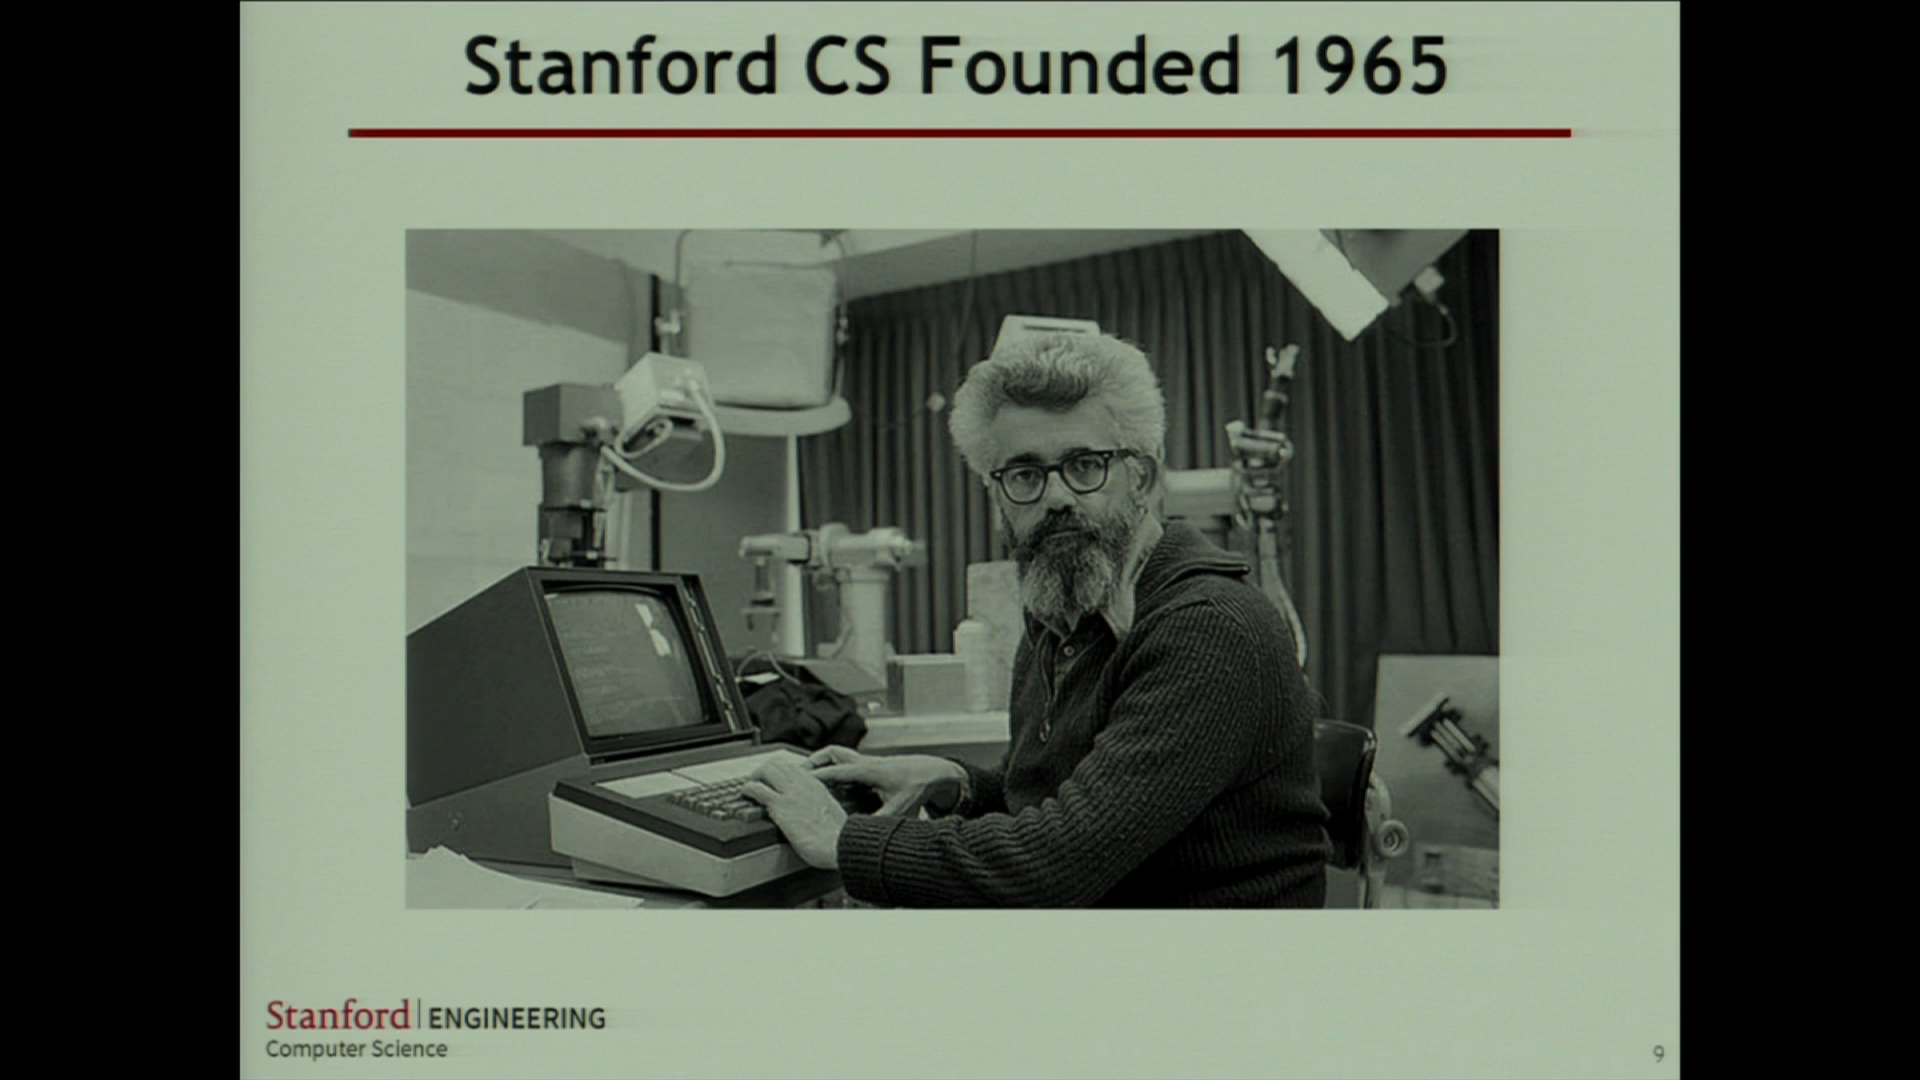 Stanford CS Founded 1965
Stanford | ENGINEERING
Computer Science
9